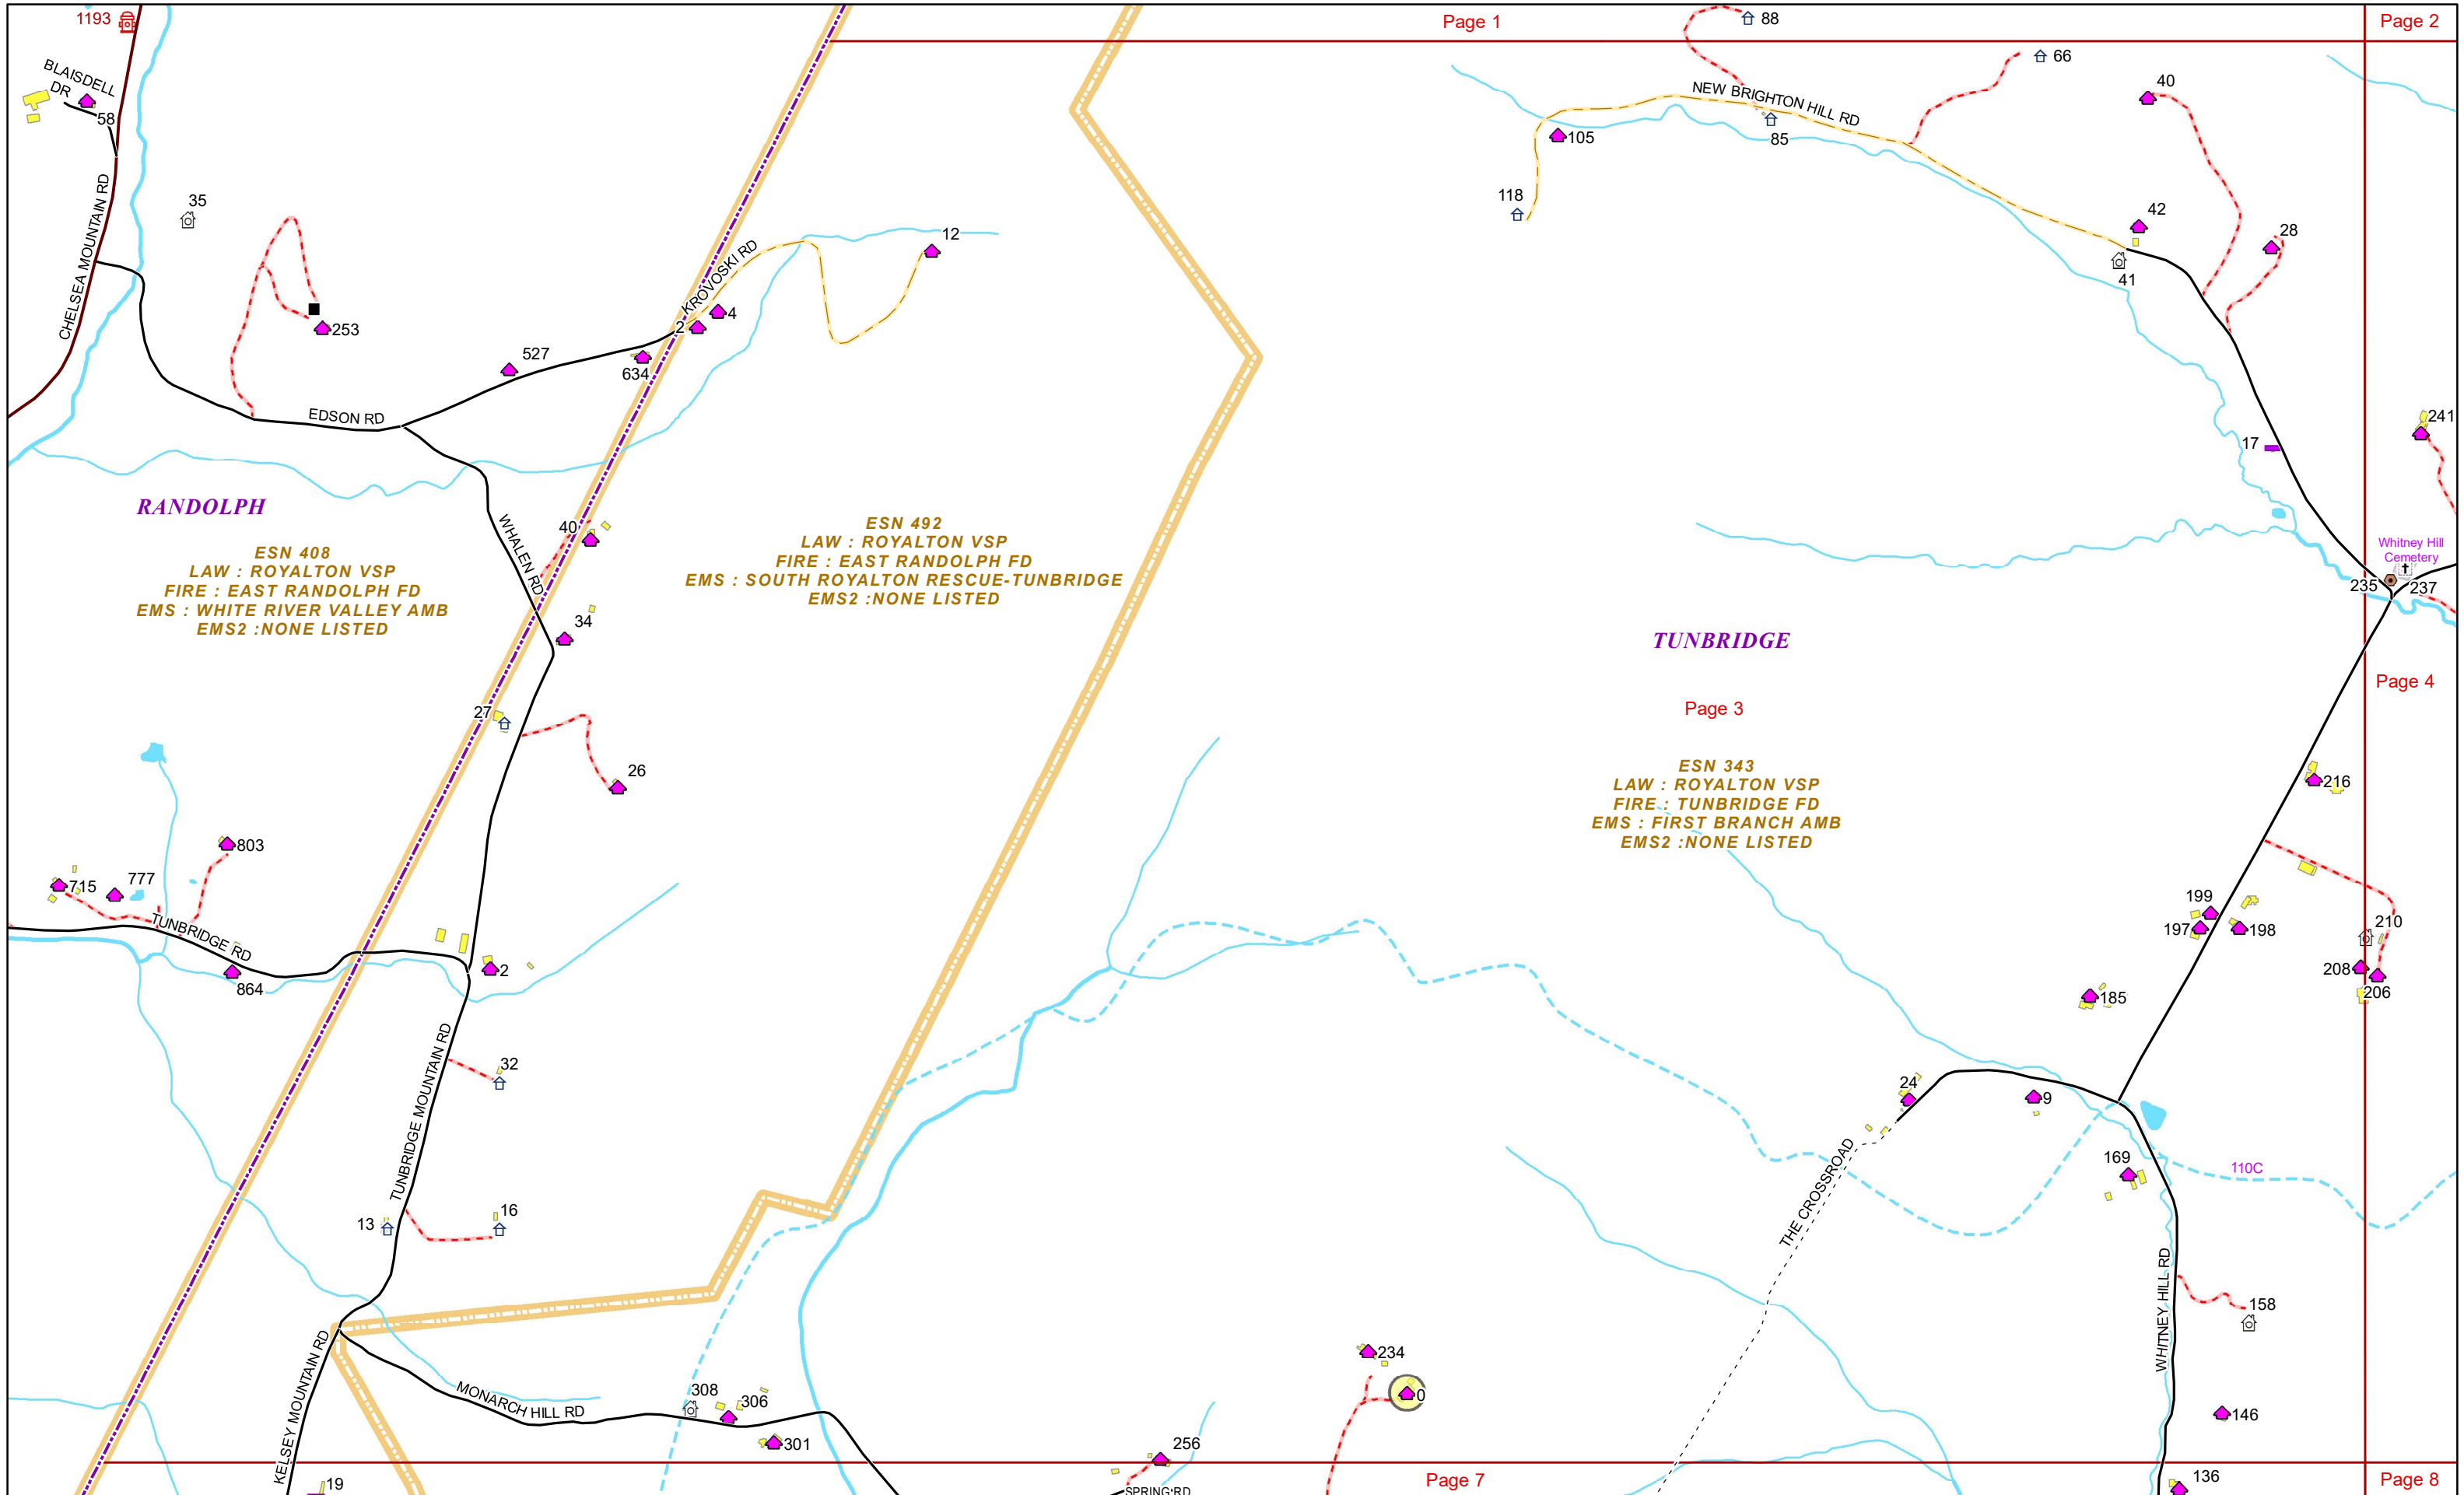 1193
Page 1
88
Page 2
BLAISDELL
DR
58
66
40
NEW BRIGHTON HILL RD
85
105
118
35
CHELSEA MOUNTAIN RD
42
28
41
12
KROVOSKI RD
2
4
253
527
634
EDSON RD
241
17
RANDOLPH
ESN 408
LAW : ROYALTON VSP
FIRE : EAST RANDOLPH FD
EMS : WHITE RIVER VALLEY AMB
EMS2 :NONE LISTED
WHALEN RD
40
ESN 492
LAW : ROYALTON VSP
FIRE : EAST RANDOLPH FD
EMS : SOUTH ROYALTON RESCUE-TUNBRIDGE
EMS2 :NONE LISTED
Whitney Hill
Cemetery
235
237
34
TUNBRIDGE
Page 3
Page 4
27
26
ESN 343
LAW : ROYALTON VSP
FIRE : TUNBRIDGE FD
EMS : FIRST BRANCH AMB
EMS2 :NONE LISTED
216
803
715
777
TUNBRIDGE RD
864
2
199
197
198
210
208
206
185
32
TUNBRIDGE MOUNTAIN RD
24
9
THE CROSSROAD
169
110C
13
16
WHITNEY HILL RD
158
KELSEY MOUNTAIN RD
MONARCH HILL RD
308
306
301
234
0
146
256
19
SPRING RD
Page 7
136
Page 8